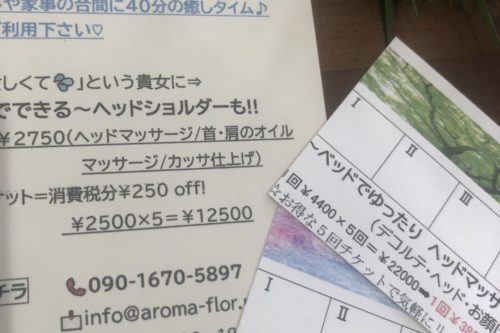 や家事の合間に40分の癒しタイム♪
ご利用下さい♡
しくて」という貴女に⇒
でできる～ヘッドショルダーも!!
￥2750(ヘッドマッサージ/首・肩のオイル
マッサージ/カッサ仕上げ)
ケット＝消費税分¥250 off!
￥2500×5＝￥12500
チラ
090-1670-5897
info@aroma-flor.
I
II
III
～ベッドでゆったり ヘッドマッサ
(デコルテ・ヘッド・お顔
1回￥4400×5回＝￥22000➡1回￥38
☆お得な5回チケットで気軽に!!
I
II